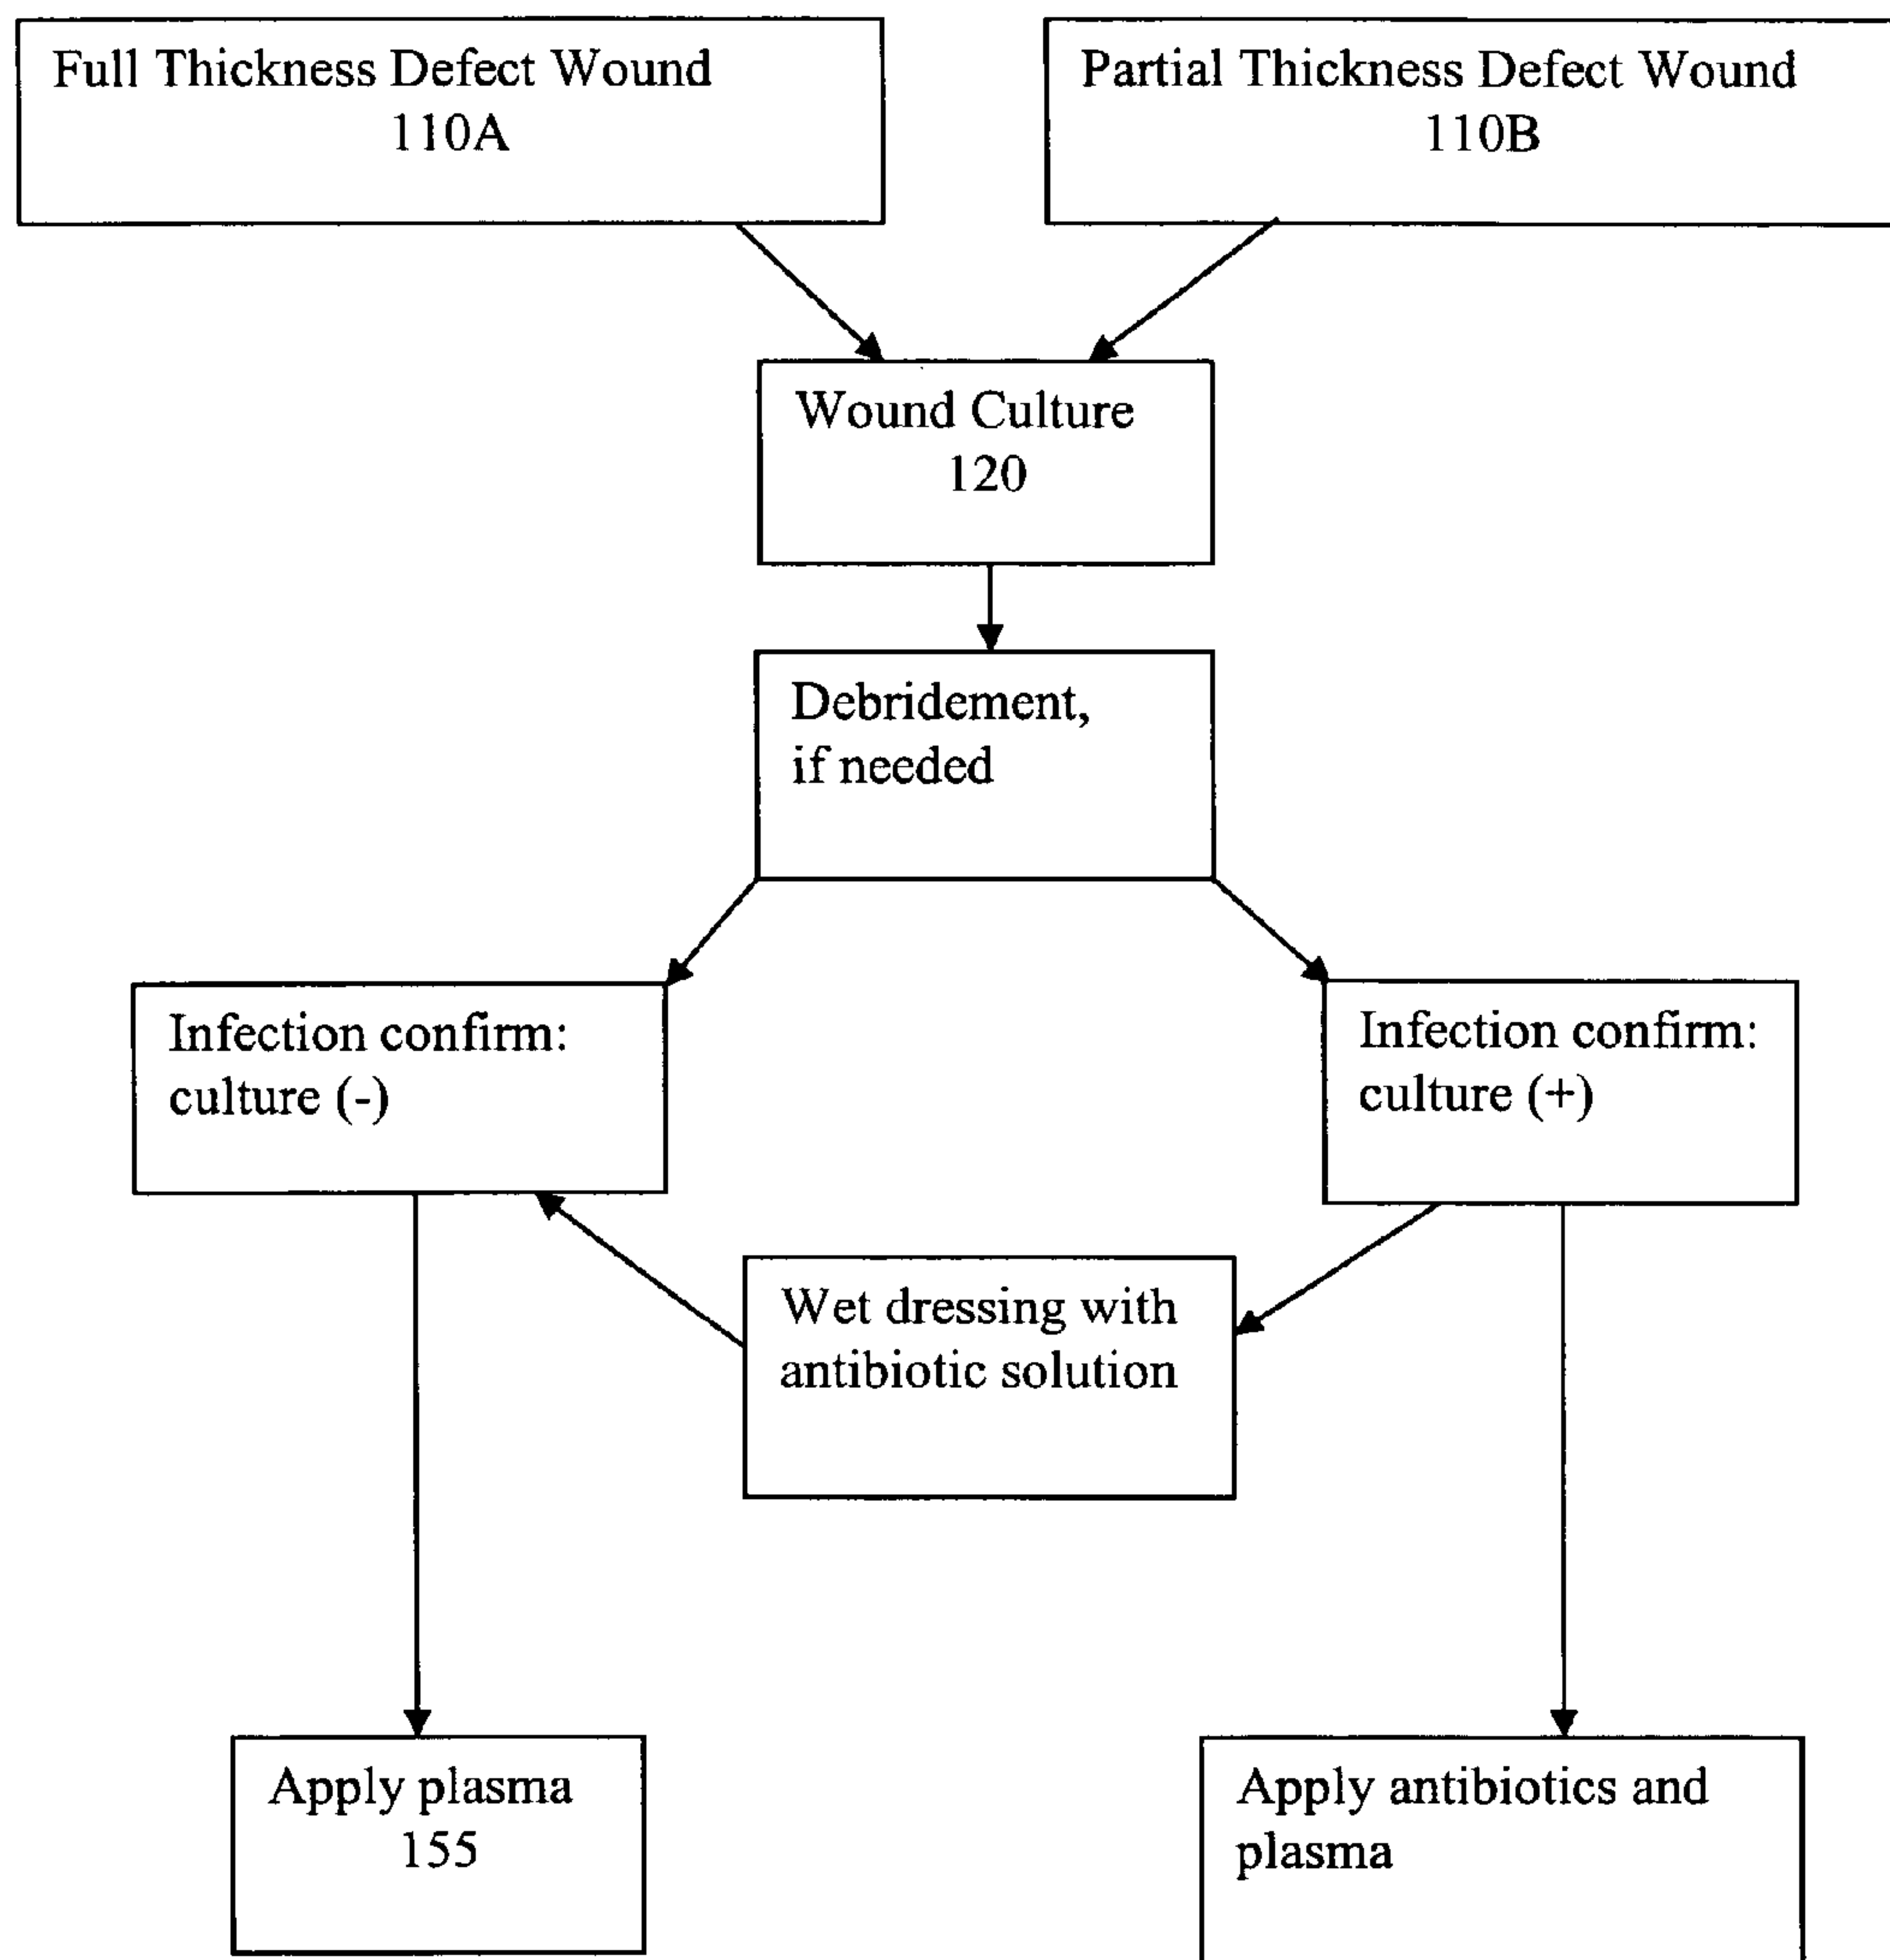 Full Thickness Defect Wound
110A
Partial Thickness Defect Wound
110B
Wound Culture
120
Debridement,
if needed
Infection confirm:
culture (-)
Infection confirm:
culture (+)
Wet dressing with
antibiotic solution
Apply plasma
155
Apply antibiotics and
plasma